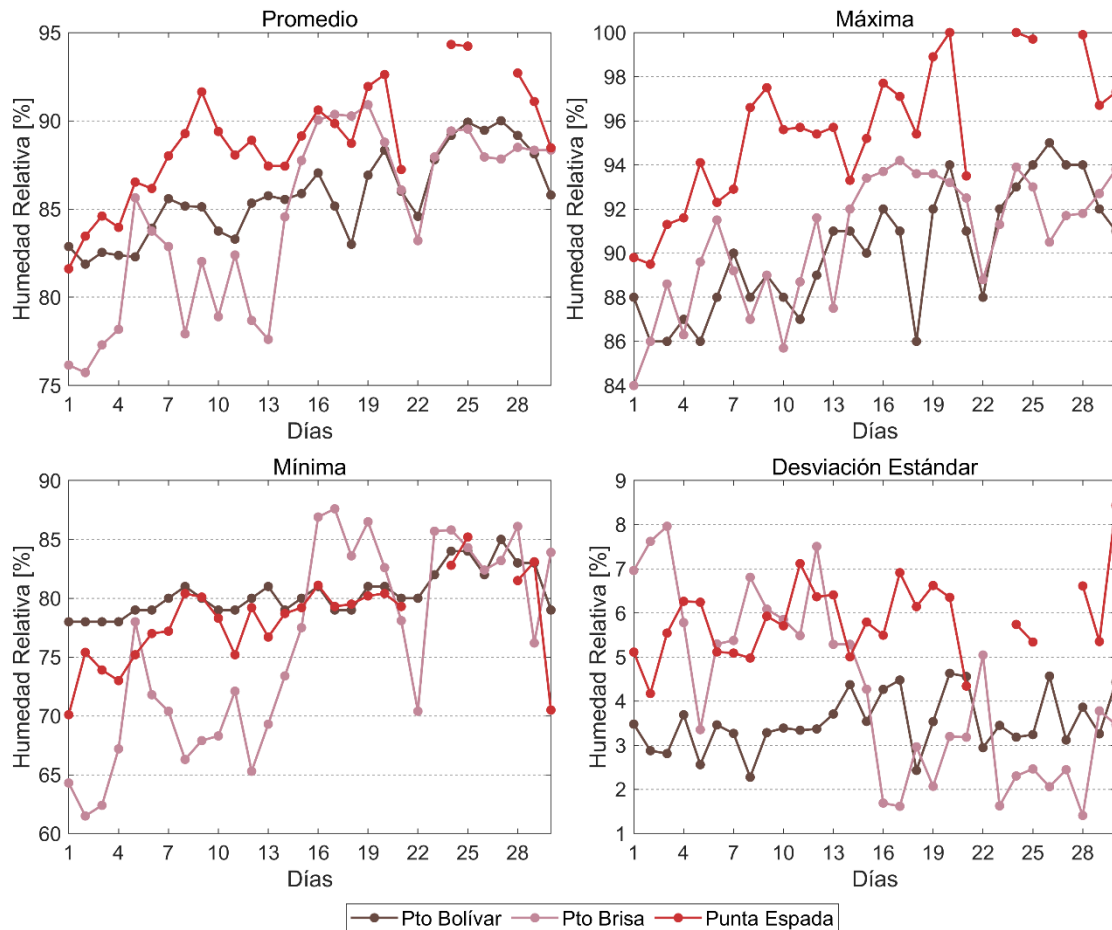 Promedio
Humedad Relativa [%]
95
90
85
80
75
1 4 7 10 13 16 19 22 25 28
Días
Máxima
Humedad Relativa [%]
100
98
96
94
92
90
88
86
84
1 4 7 10 13 16 19 22 25 28
Días
Mínima
Humedad Relativa [%]
90
85
80
75
70
65
60
1 4 7 10 13 16 19 22 25 28
Días
Desviación Estándar
Humedad Relativa [%]
9
8
7
6
5
4
3
2
1
1 4 7 10 13 16 19 22 25 28
Días
Pto Bolívar Pto Brisa Punta Espada